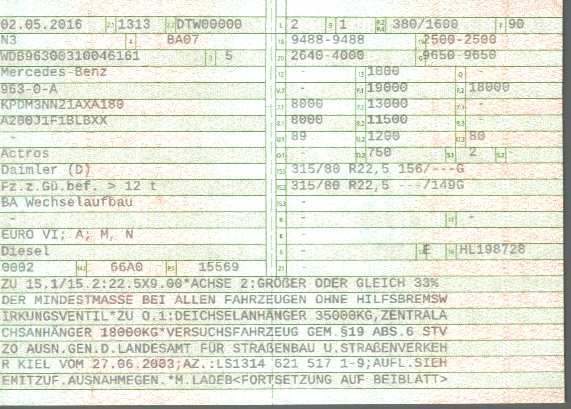 02.05.2016 1313 DTW00000 2 1 380/1600 90
N3 BA07 9488-9488 2500-2500
WDB96300310046161 5 2640-4000 9650-9650
Mercedes-Benz - 1800 -
963-0-A - 19000 18000
KPDM3NN21AXA180 8000 13000 -
A200J1F1BLBXX 8000 11500 -
- 89 1200 80
Actros - 750 2
Daimler (D) 315/80 R22,5 156/---G
Fz.z.Gü.bef. > 12 t 315/80 R22,5 ---/149G
BA Wechselaufbau -
- - -
EURO VI; A; M, N -
Diesel - E HL198728
0002 66A0 15569 -
ZU 15.1/15.2:22.5X9.00*ACHSE 2:GRÖßER ODER GLEICH 33%
DER MINDESTMASSE BEI ALLEN FAHRZEUGEN OHNE HILFSBREMSW
IRKUNGSVENTIL*ZU O.1:DEICHSELANHÄNGER 35000KG,ZENTRALA
CHSANHÄNGER 18000KG*VERSUCHSFAHRZEUG GEM.§19 ABS.6 STV
ZO AUSN.GEN.D.LANDESAMT FÜR STRAßENBAU U.STRAßENVERKEH
R KIEL VOM 27.06.2003;AZ.:LS1314 621 517 1-9;AUFL.SIEH
EMITZUF.AUSNAHMEGEN.*M.LADEB<FORTSETZUNG AUF BEIBLATT>